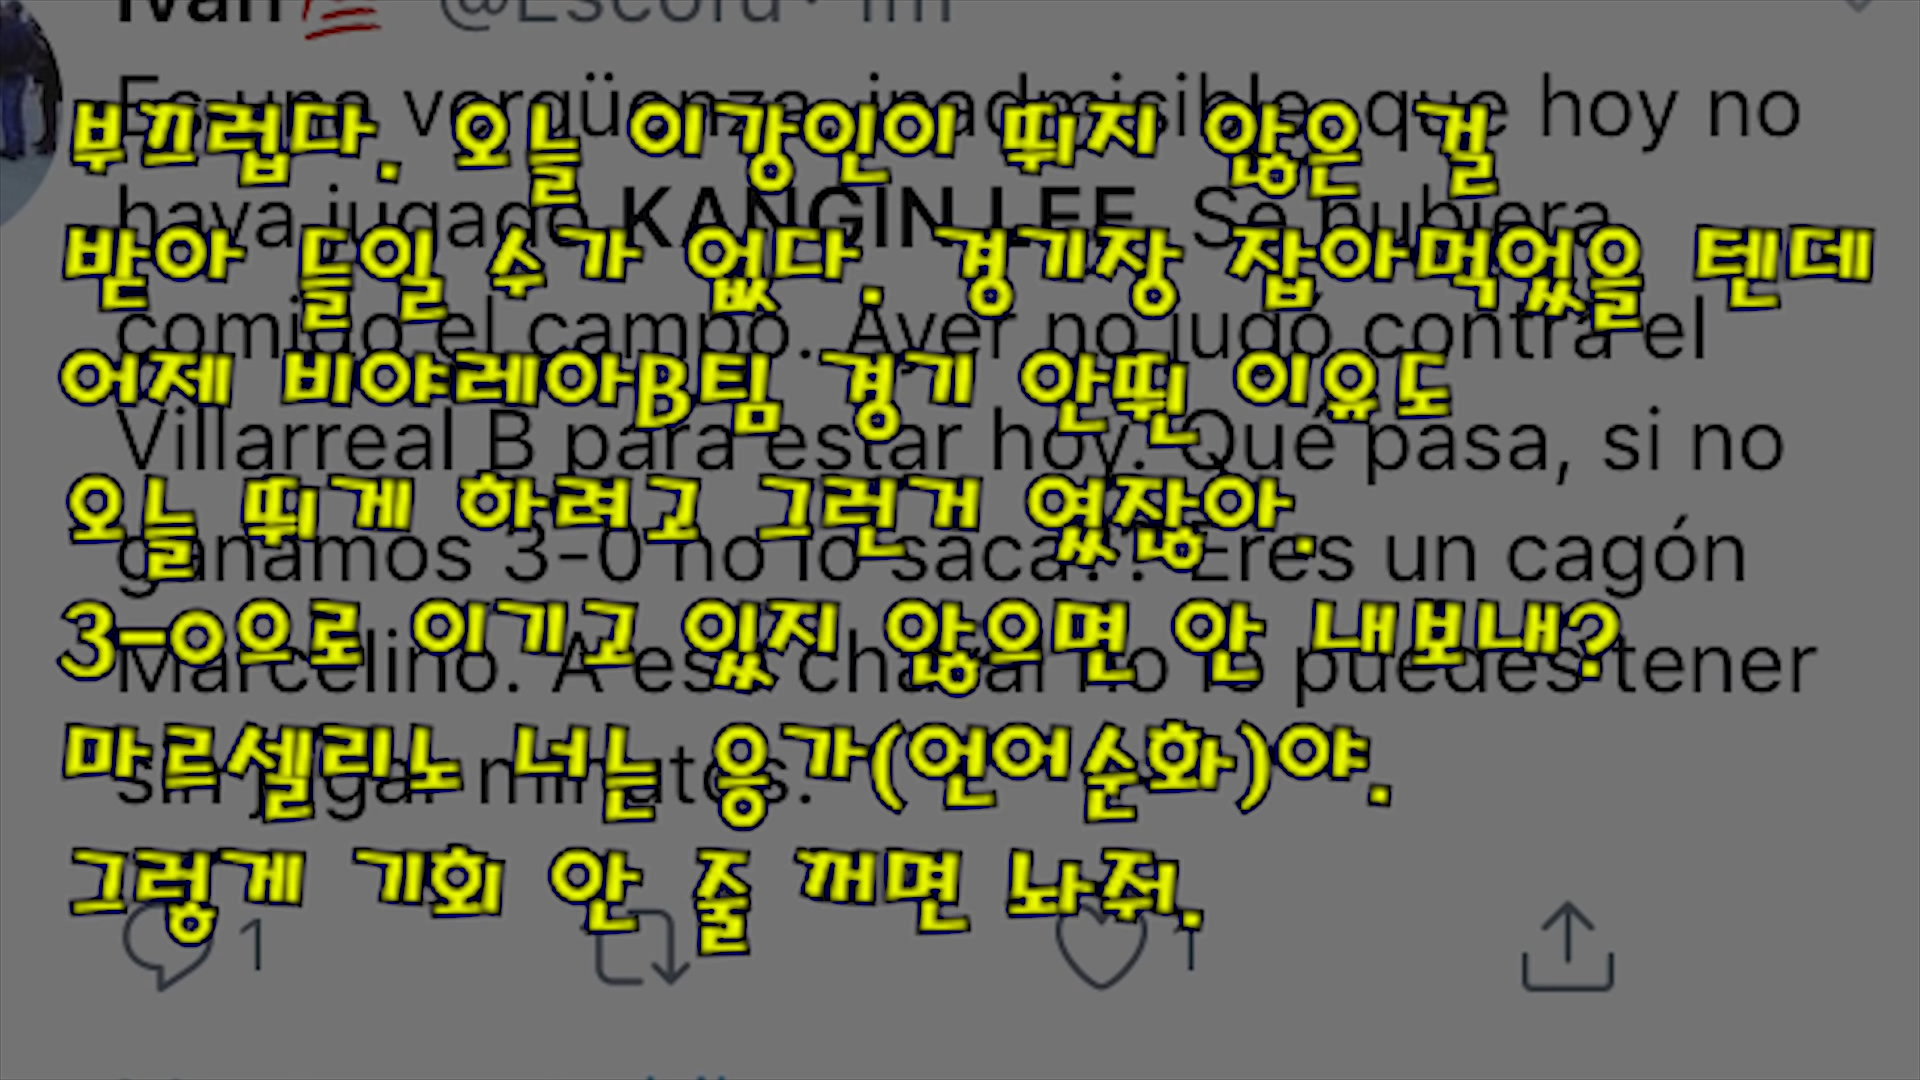 Ivan @Escofu · 1m
Es una vergüenza, inadmisible, que hoy no
haya jugado KANGIN LEE. Se hubiera
comido el campo. Ayer no jugó contra el
Villarreal B para estar hoy. Qué pasa, si no
ganamos 3-0 no lo saca?? Eres un cagón
Marcelino. A ese chaval no lo puedes tener
sin jugar minutos.
부끄럽다. 오늘 이강인이 뛰지 않은 걸
받아 들일 수가 없다. 경기장 잡아먹었을 텐데
어제 비야레아B팀 경기 안뛴 이유도
오늘 뛰게 하려고 그런거 였잖아.
3-0으로 이기고 있지 않으면 안 내보내?
마르셀리노 너는 응가(언어순화)야.
그렇게 기회 안 줄 꺼면 놔줘.
1 1